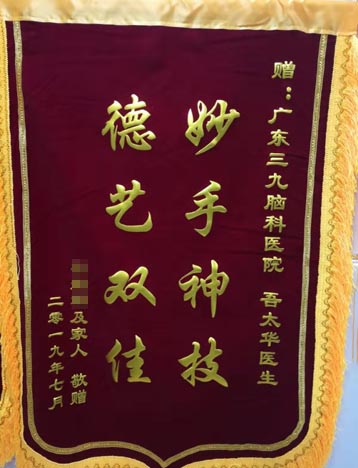 赠：广东三九脑科医院 吾太华医生
妙手神技
德艺双佳
及家人 敬赠
二零一九年七月